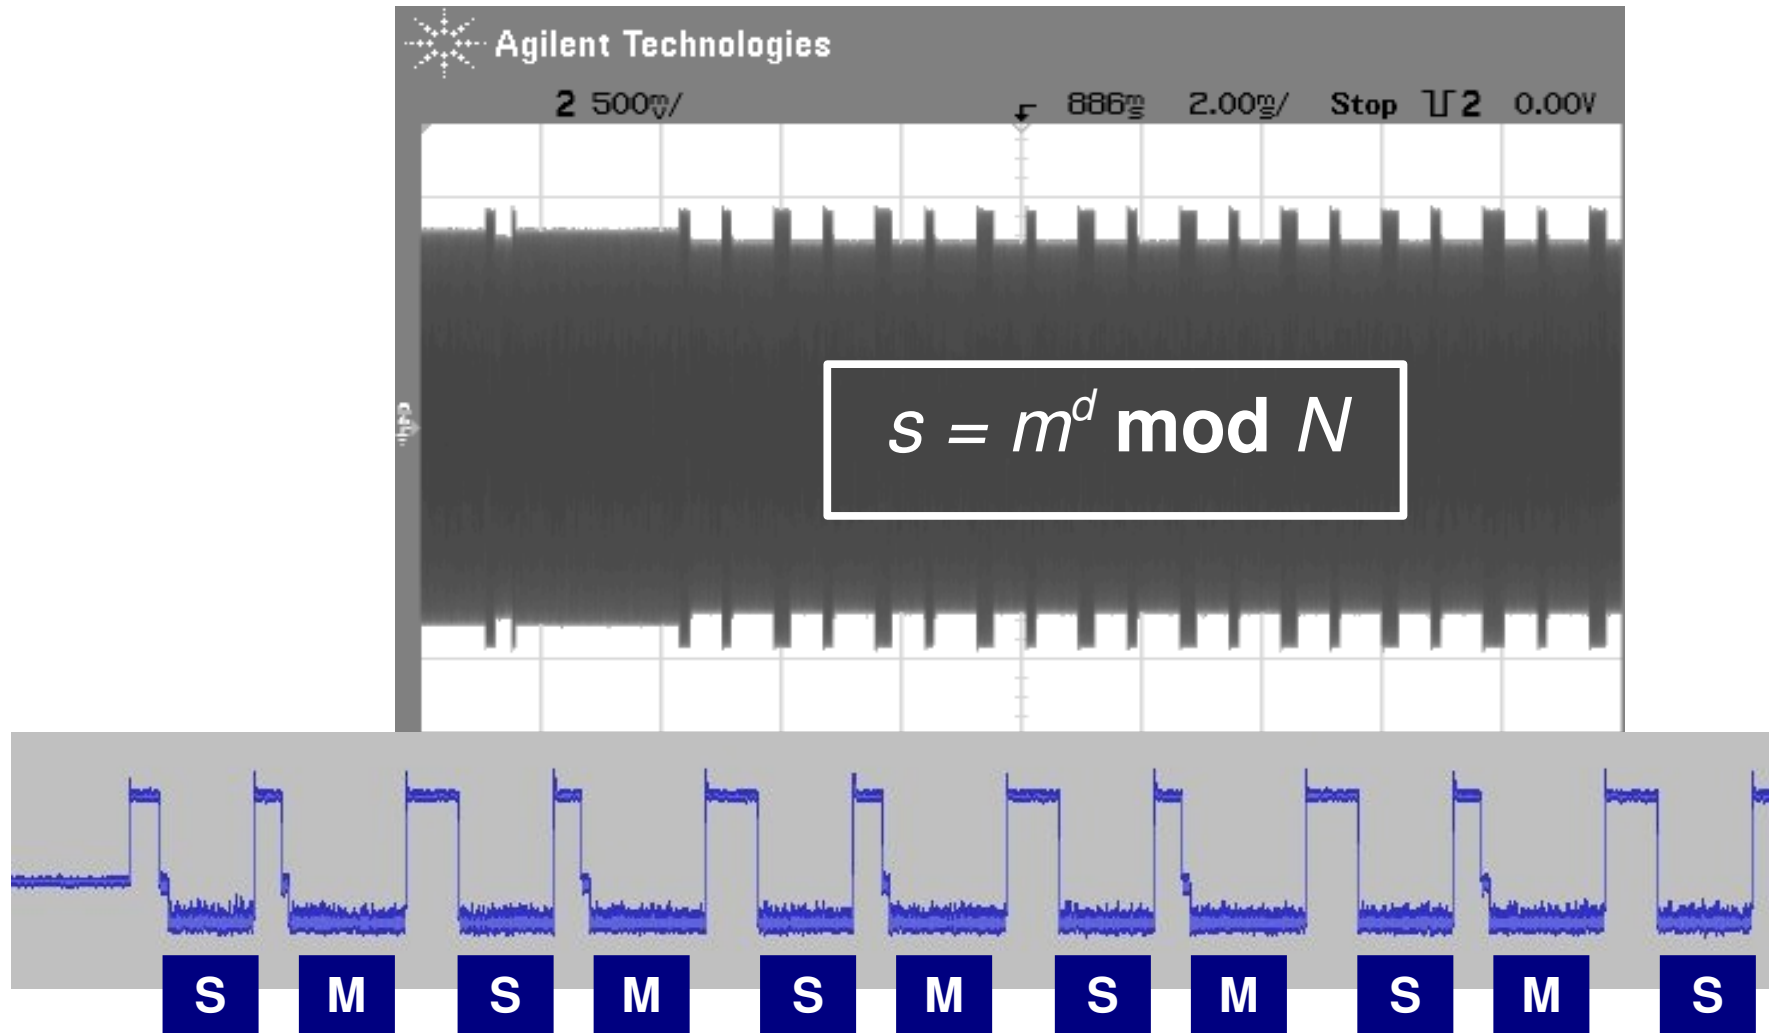 Agilent Technologies
2 500mV/ 886ms 2.00ms/ Stop 2 0.00V
s = m^d mod N
S M S M S M S M S M S